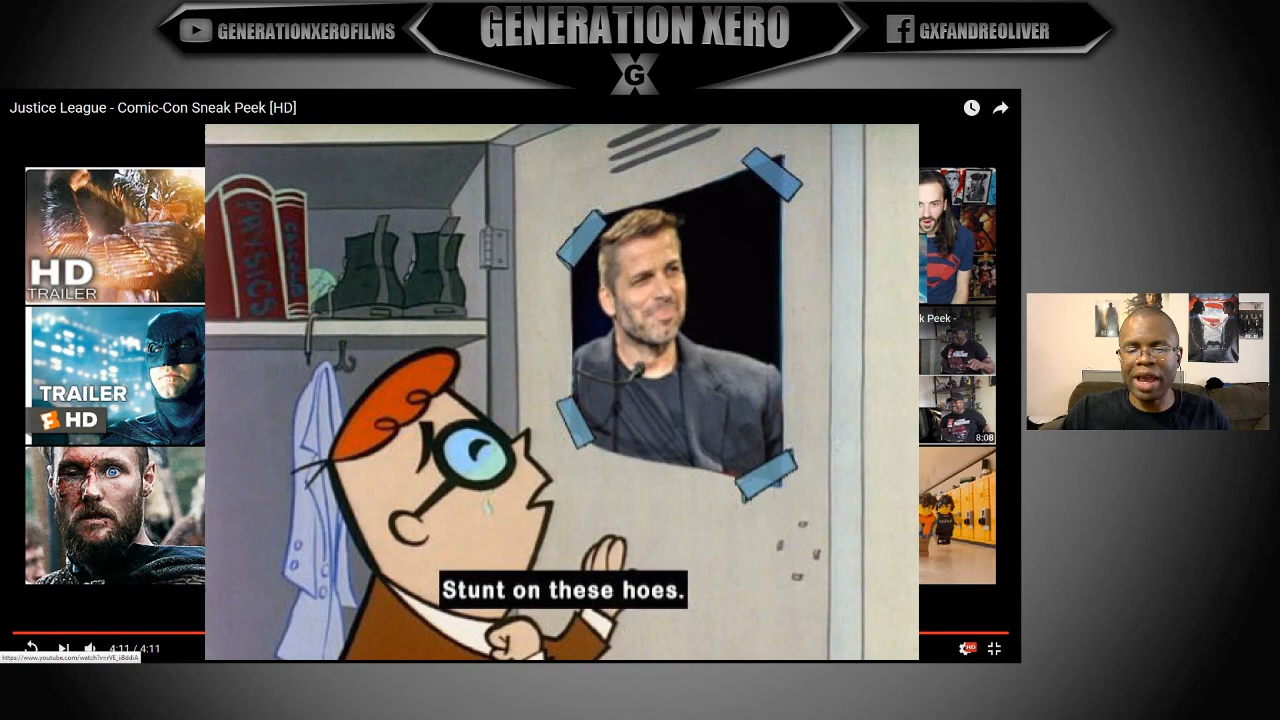 GENERATIONXEROFILMS
GENERATION XERO
GXFANDREOLIVER
G
Justice League - Comic-Con Sneak Peek [HD]
PHYSICS
HD
TRAILER
k Peek -
TRAILER
HD
8:08
Stunt on these hoes.
4:11 / 4:11
HD